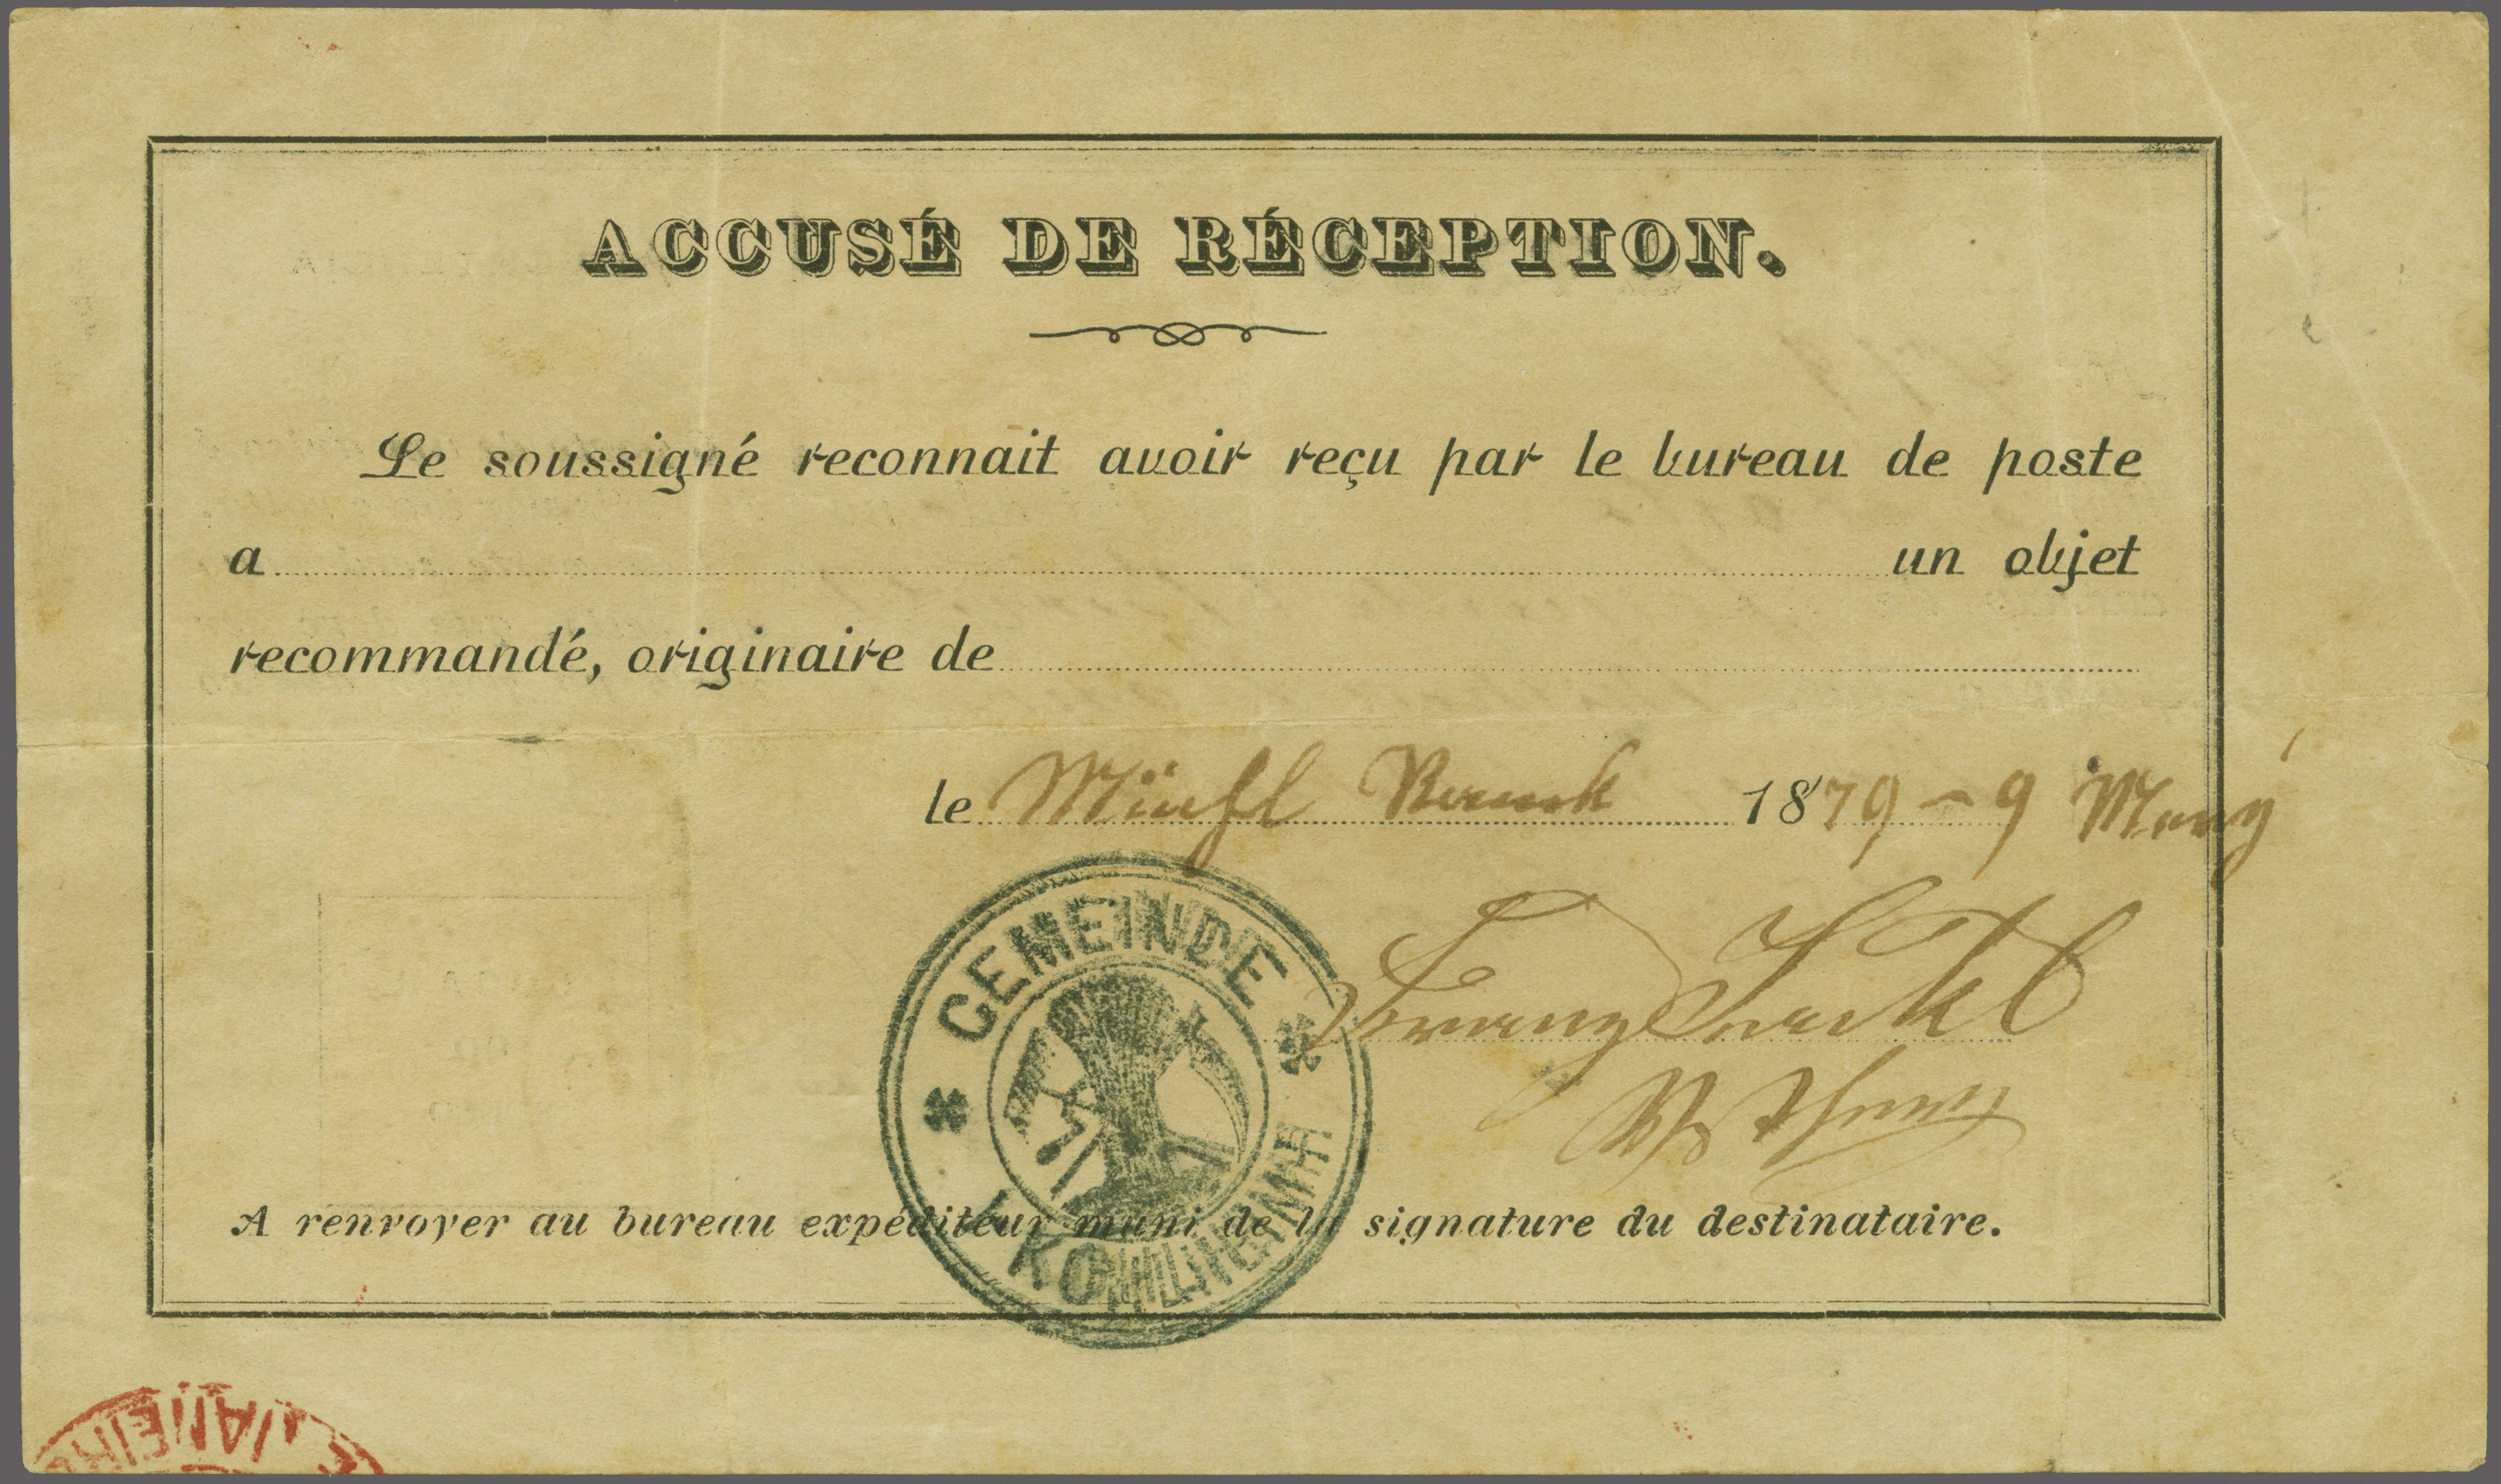 ACCUSÉ DE RÉCEPTION.
Le soussigné reconnait avoir reçu par le bureau de poste
a un objet
recommandé, originaire de
le 1879 - 9
GEMEINDE
A renvoyer au bureau expéditeur muni de la signature du destinataire.
JANEIRO